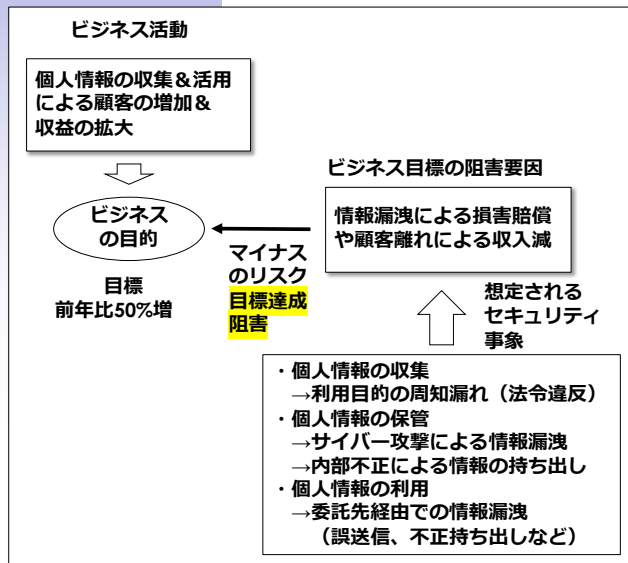 ビジネス活動
個人情報の収集＆活用
による顧客の増加＆
収益の拡大
ビジネス目標の阻害要因
ビジネス
の目的
情報漏洩による損害賠償
や顧客離れによる収入減
マイナス
のリスク
目標達成
阻害
目標
前年比50%増
想定される
セキュリティ
事象
・個人情報の収集
→利用目的の周知漏れ（法令違反）
・個人情報の保管
→サイバー攻撃による情報漏洩
→内部不正による情報の持ち出し
・個人情報の利用
→委託先経由での情報漏洩
（誤送信、不正持ち出しなど）